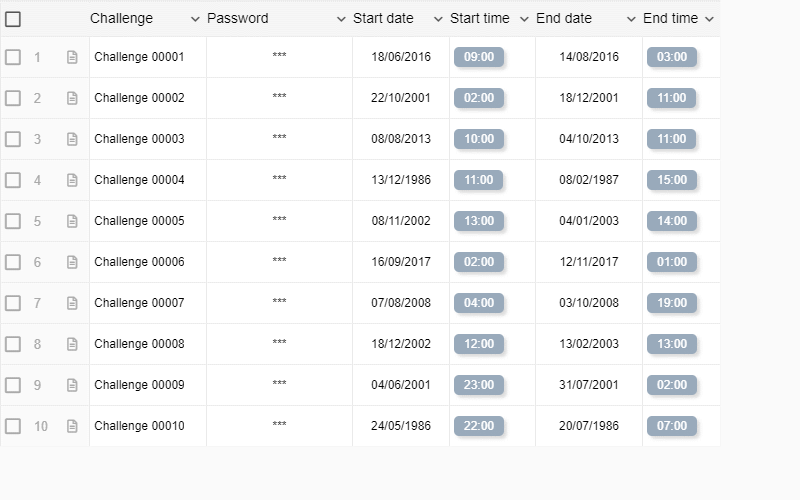 Challenge Password Start date Start time End date End time
1 Challenge 00001 *** 18/06/2016 09:00 14/08/2016 03:00
2 Challenge 00002 *** 22/10/2001 02:00 18/12/2001 11:00
3 Challenge 00003 *** 08/08/2013 10:00 04/10/2013 11:00
4 Challenge 00004 *** 13/12/1986 11:00 08/02/1987 15:00
5 Challenge 00005 *** 08/11/2002 13:00 04/01/2003 14:00
6 Challenge 00006 *** 16/09/2017 02:00 12/11/2017 01:00
7 Challenge 00007 *** 07/08/2008 04:00 03/10/2008 19:00
8 Challenge 00008 *** 18/12/2002 12:00 13/02/2003 13:00
9 Challenge 00009 *** 04/06/2001 23:00 31/07/2001 02:00
10 Challenge 00010 *** 24/05/1986 22:00 20/07/1986 07:00